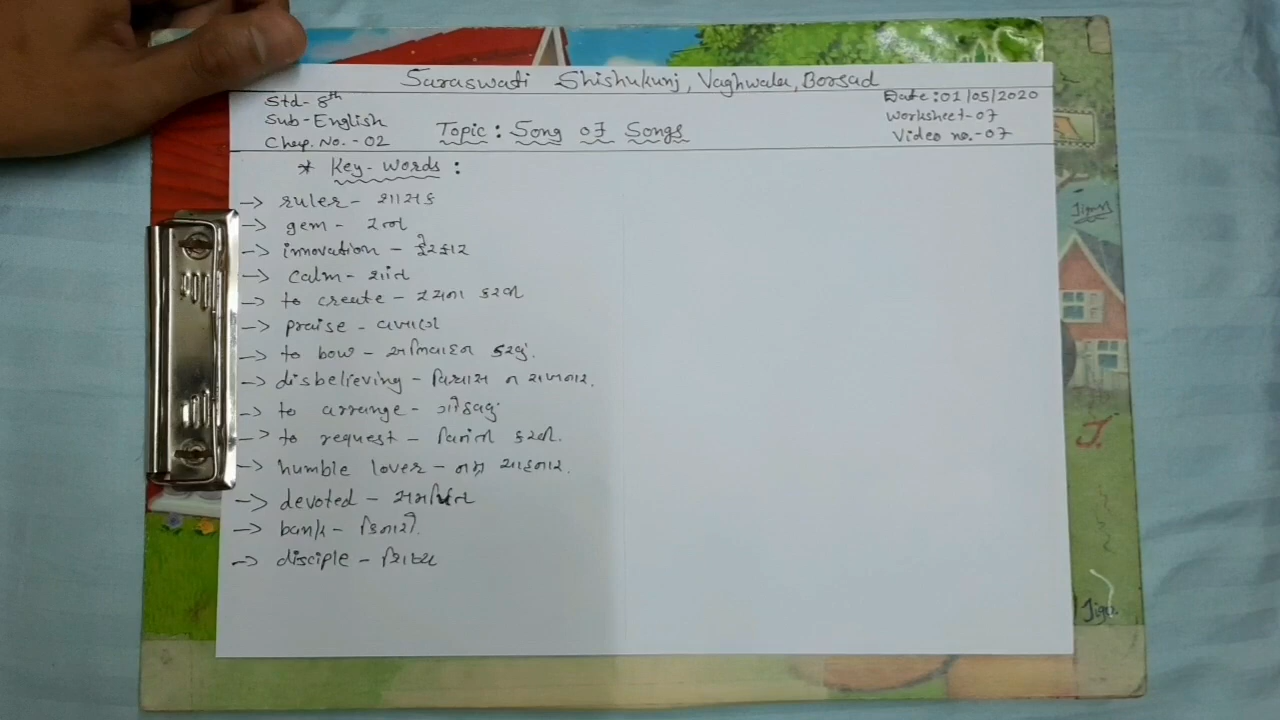 Saraswati Shishukunj, Vaghwala, Borsad
Std- 8th
Sub-English
Chep. No. - 02
Topic: Song of Songs
Date: 01/05/2020
Worksheet-07
Video no.-07
* Key-Words :
→ ruler - શાસક
→ gem - રત્ન
→ innovation - ફેરફાર
→ calm - શાંત
→ to create - રચના કરવી
→ praise - વખાણ
→ to bow - અભિવાદન કરવું.
→ disbelieving - વિશ્વાસ ન રાખનાર.
→ to arrange - ગોઠવવું
→ to request - વિનંતી કરવી.
→ humble lover - નમ્ર ચાહનાર.
→ devoted - સમર્પિત
→ bank - કિનારો.
→ disciple - શિષ્ય
Jigar
J.
Jiga